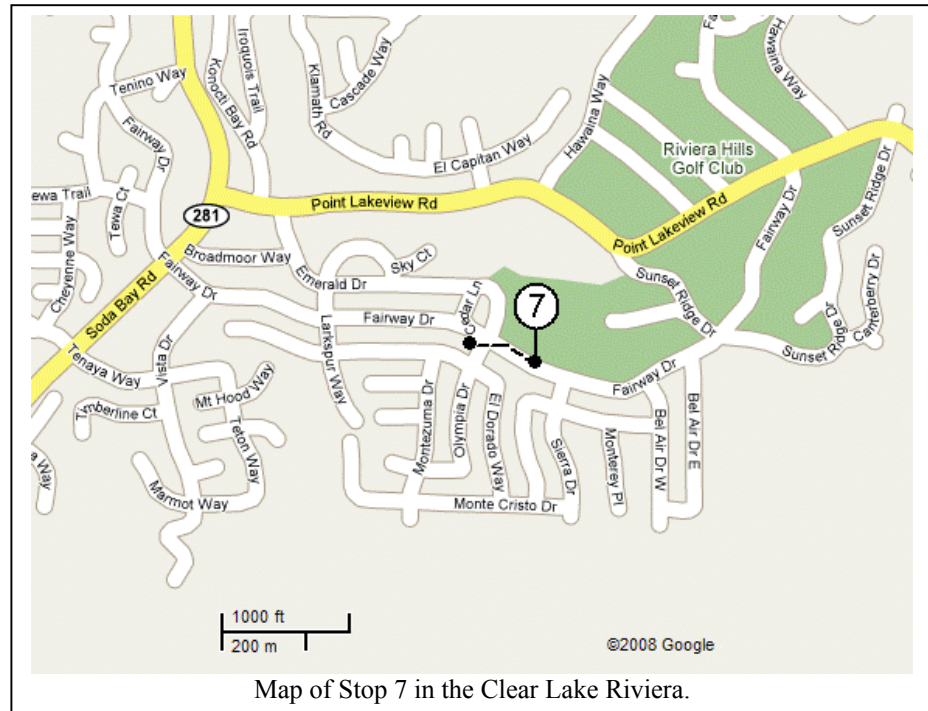 Tenino Way
Fairway Dr
Konocti Bay Rd
Iroquois Trail
Klamath Rd
Cascade Way
El Capitan Way
Hawaina Way
Fa
Hawaina Way
Riviera Hills
Golf Club
Point Lakeview Rd
Point Lakeview Rd
Fairway Dr
Sunset Ridge Dr
ewa Trail
Tewa Ct
Cheyenne Way
281
Soda Bay Rd
Fairway Dr
Broadmoor Way
Emerald Dr
Sky Ct
Cedar Ln
7
Fairway Dr
Larkspur Way
Sunset Ridge Dr
Sunset Ridge Dr
Sunset Ridge Dr
Canterberry Dr
Fairway Dr
Tenaya Way
Vista Dr
Timberline Ct
Mt Hood Way
Teton Way
Marmot Way
a Way
Montezuma Dr
Olympia Dr
El Dorado Way
Sierra Dr
Monterey Pl
Bel Air Dr W
Bel Air Dr E
Monte Cristo Dr
1000 ft
200 m
©2008 Google
Map of Stop 7 in the Clear Lake Riviera.